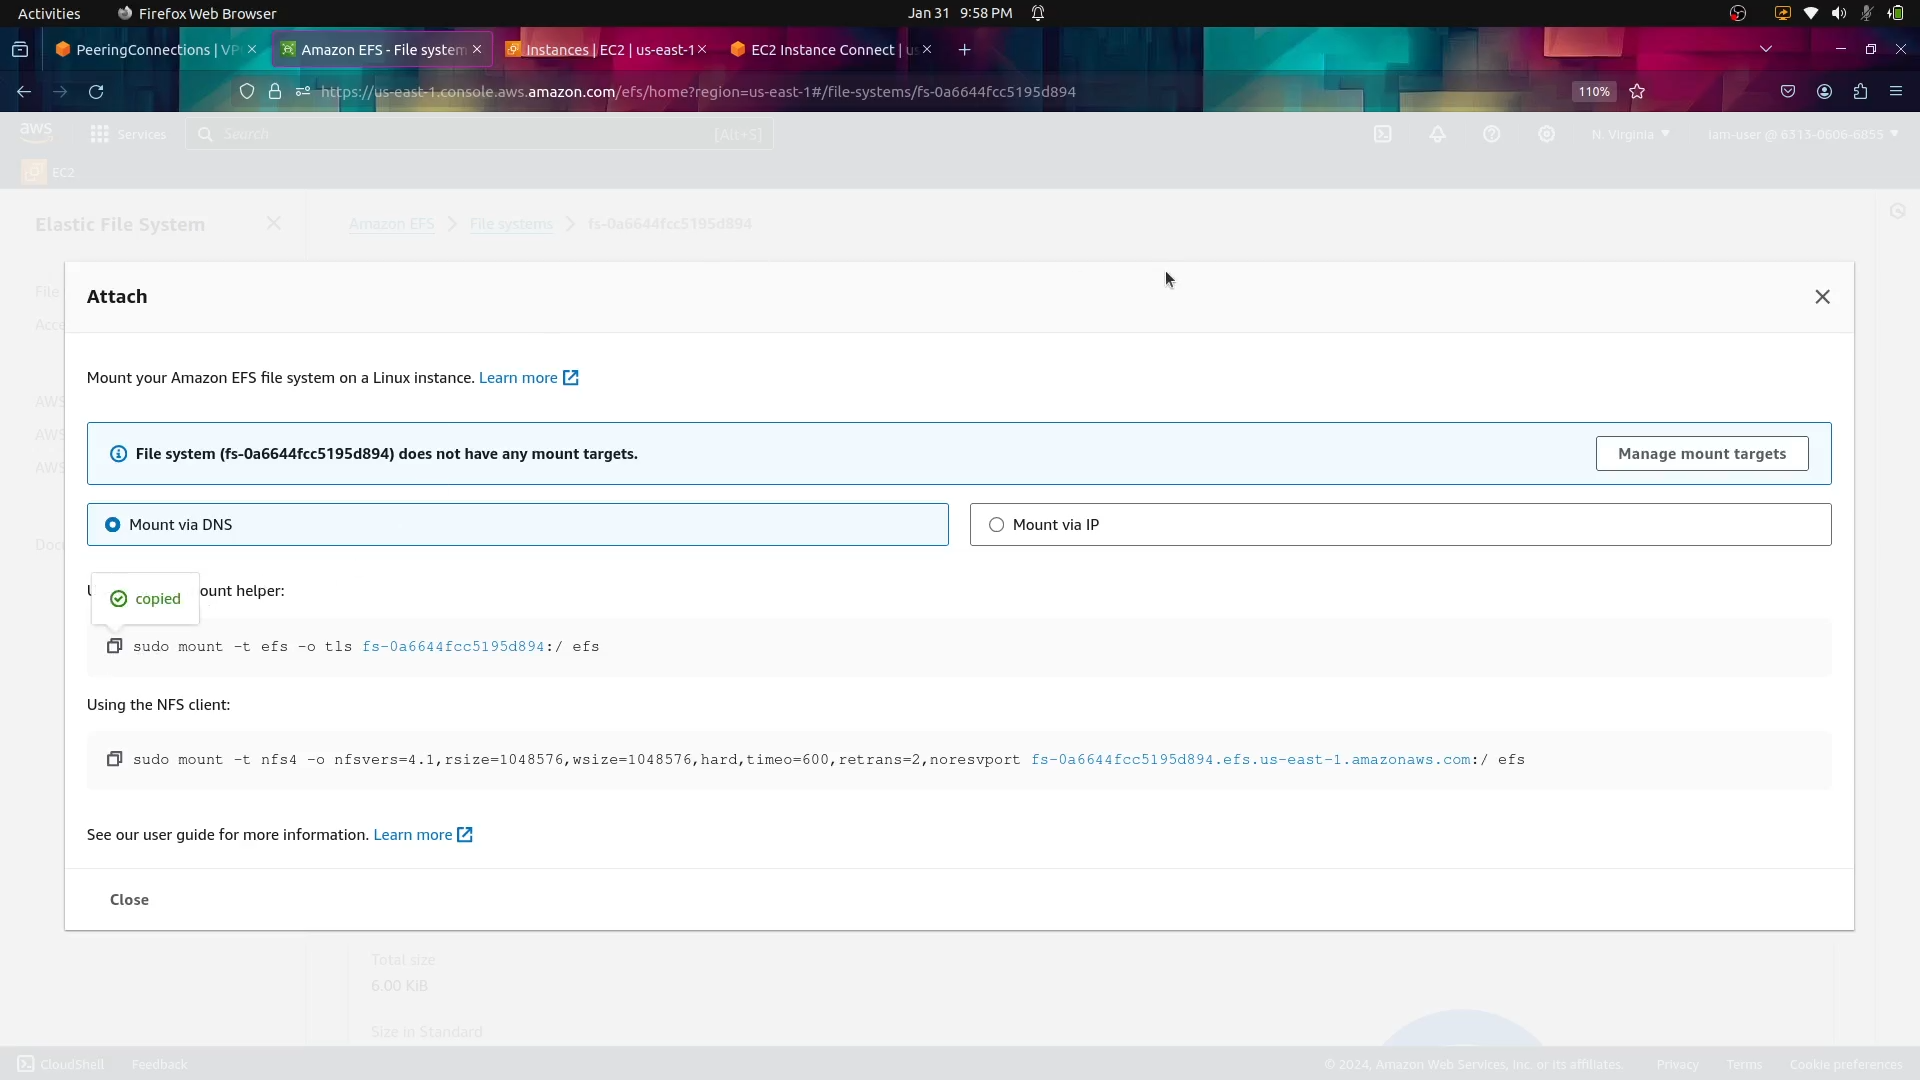 Activities
Firefox Web Browser
Jan 31 9:58 PM
PeeringConnections | VP
Amazon EFS - File system
Instances | EC2 | us-east-1
EC2 Instance Connect | us
https://us-east-1.console.aws.amazon.com/efs/home?region=us-east-1#/file-systems/fs-0a6644fcc5195d894
110%
aws
Services
Search
[Alt+S]
N. Virginia
iam-user @ 6313-0606-6855
EC2
Elastic File System
Amazon EFS
File systems
fs-0a6644fcc5195d894
File
Acce
AWS
AWS
AWS
Doc
Attach
Mount your Amazon EFS file system on a Linux instance. Learn more
File system (fs-0a6644fcc5195d894) does not have any mount targets.
Manage mount targets
Mount via DNS
Mount via IP
ount helper:
copied
sudo mount -t efs -o tls fs-0a6644fcc5195d894:/ efs
Using the NFS client:
sudo mount -t nfs4 -o nfsvers=4.1,rsize=1048576,wsize=1048576,hard,timeo=600,retrans=2,noresvport fs-0a6644fcc5195d894.efs.us-east-1.amazonaws.com:/ efs
See our user guide for more information. Learn more
Close
Total size
6.00 KiB
Size in Standard
CloudShell
Feedback
© 2024, Amazon Web Services, Inc. or its affiliates.
Privacy
Terms
Cookie preferences